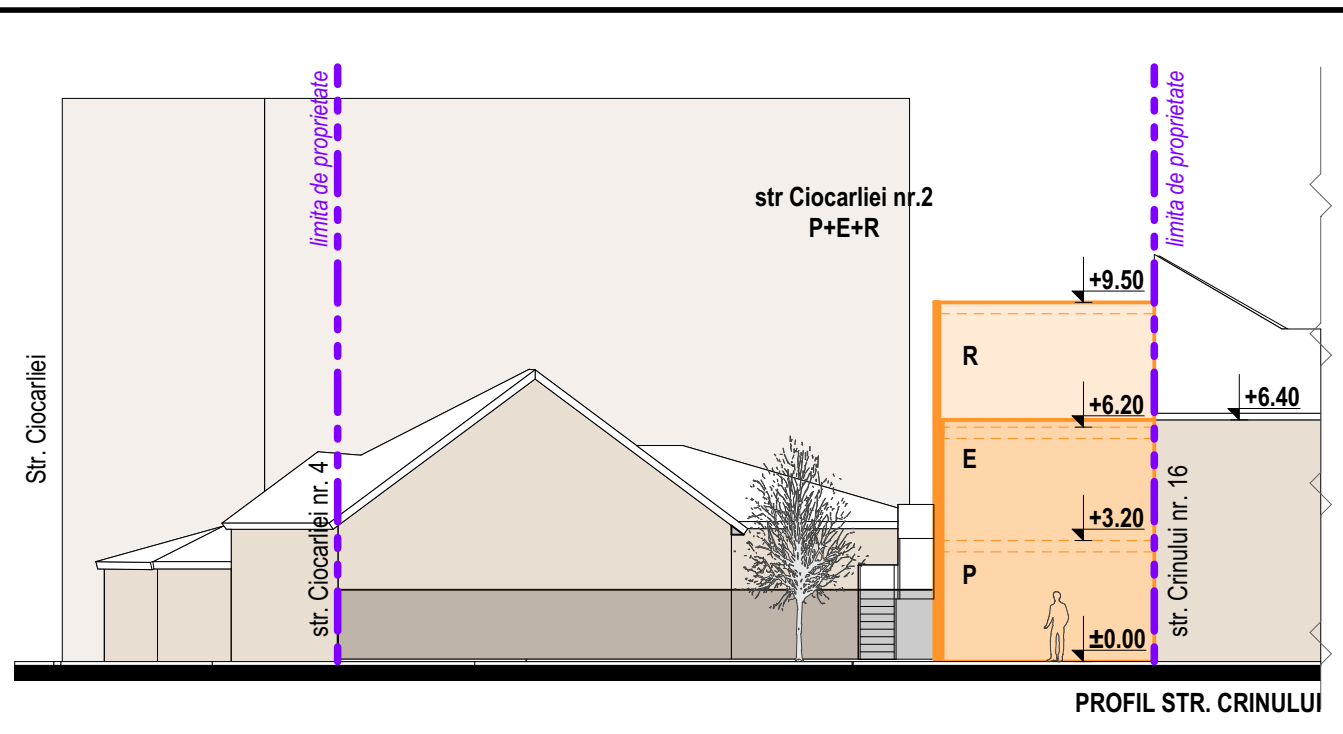 limita de proprietate
limita de proprietate
str Ciocarliei nr.2
P+E+R
+9.50
R
Str. Ciocarliei
+6.40
+6.20
E
str. Ciocarliei nr. 4
str. Crinului nr. 16
+3.20
P
±0.00
PROFIL STR. CRINULUI